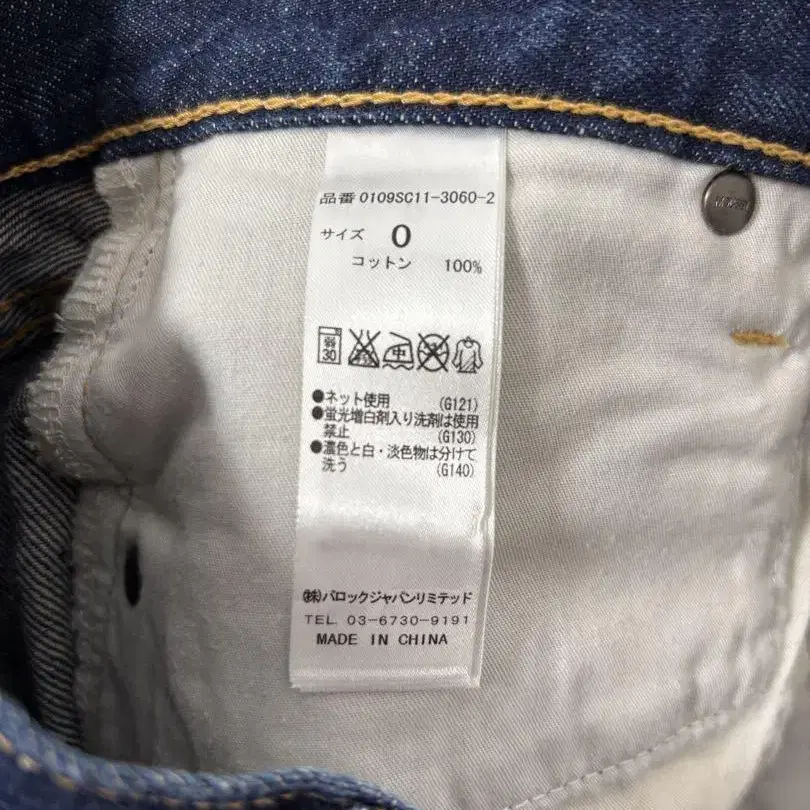 品番 0109SC11-3060-2
サイズ 0
コットン 100%
弱
30
中
●ネット使用 (G121)
●蛍光増白剤入り洗剤は使用
禁止 (G130)
●濃色と白・淡色物は分けて
洗う (G140)
㈱バロックジャパンリミテッド
TEL. 03-6730-9191
MADE IN CHINA